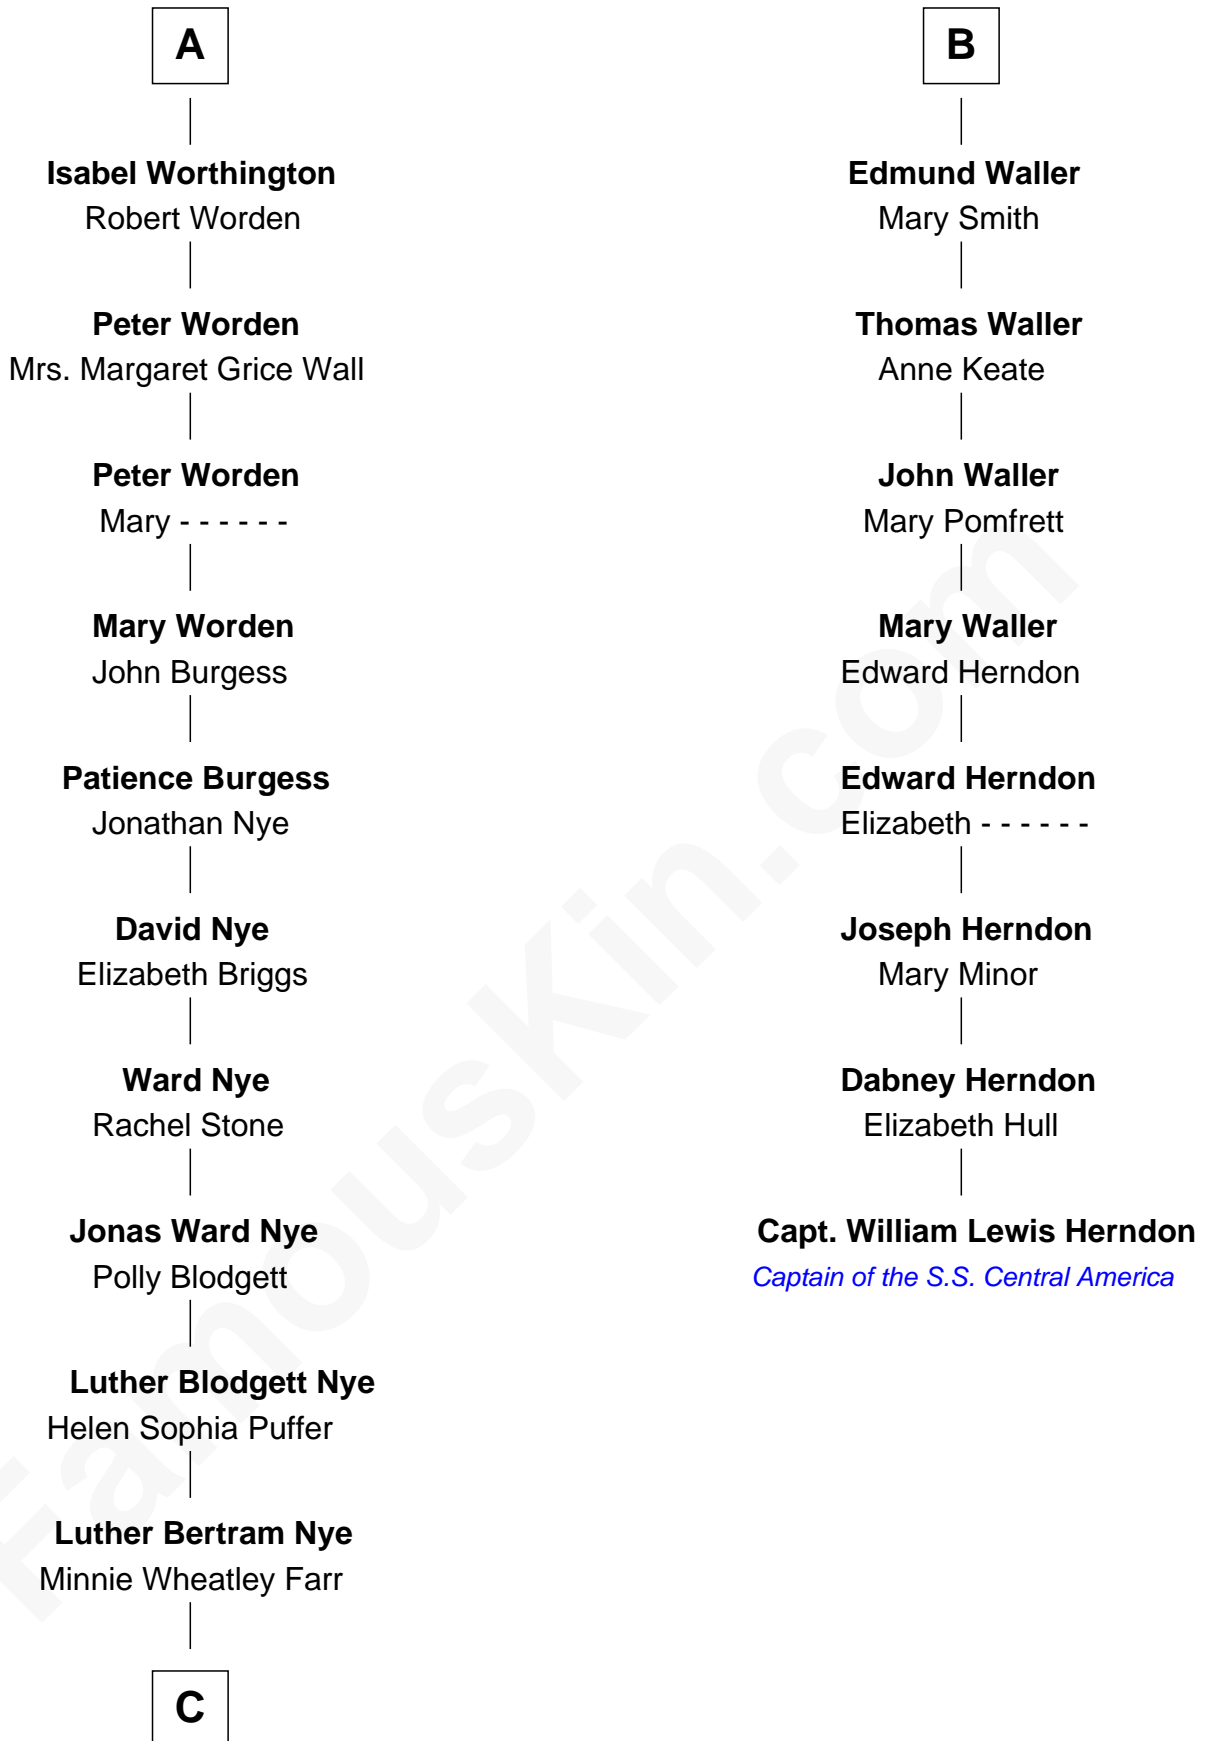 A
Isabel Worthington
Robert Worden
Peter Worden
Mrs. Margaret Grice Wall
Peter Worden
Mary - - - - - -
Mary Worden
John Burgess
Patience Burgess
Jonathan Nye
David Nye
Elizabeth Briggs
Ward Nye
Rachel Stone
Jonas Ward Nye
Polly Blodgett
Luther Blodgett Nye
Helen Sophia Puffer
Luther Bertram Nye
Minnie Wheatley Farr
C
B
Edmund Waller
Mary Smith
Thomas Waller
Anne Keate
John Waller
Mary Pomfrett
Mary Waller
Edward Herndon
Edward Herndon
Elizabeth - - - - - -
Joseph Herndon
Mary Minor
Dabney Herndon
Elizabeth Hull
Capt. William Lewis Herndon
Captain of the S.S. Central America
FamousKin.com